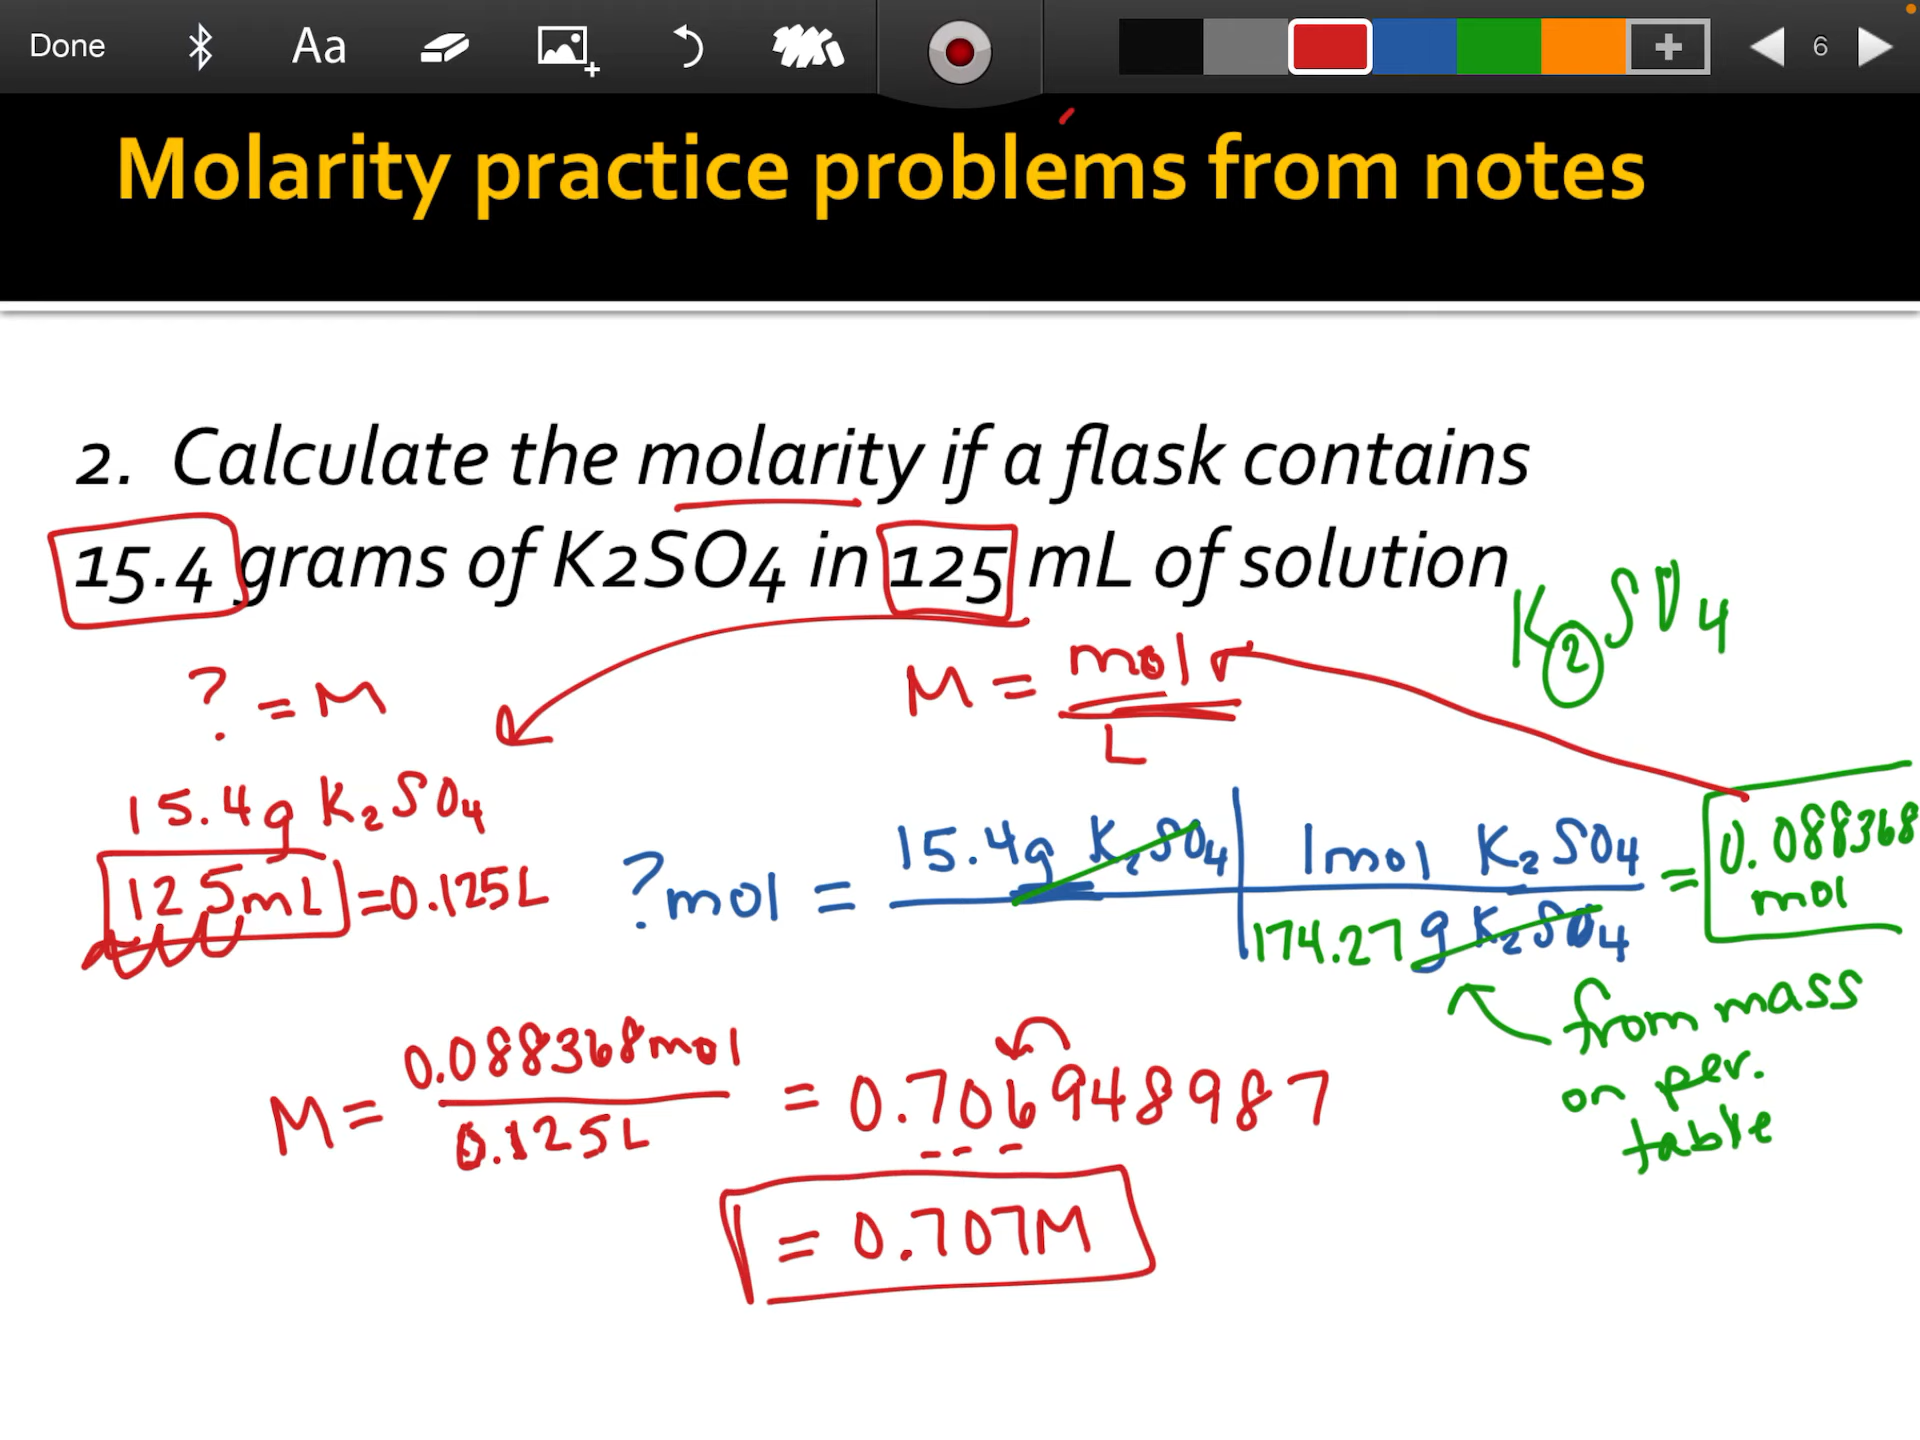 Done
Aa
6
Molarity practice problems from notes
2. Calculate the molarity if a flask contains
15.4 grams of K2SO4 in 125 mL of solution
K₂SO₄
? = M
M = mol
L
15.4g K₂SO₄
125mL = 0.125L
?mol = 15.4g K₂SO₄ | 1mol K₂SO₄ = 0.088368 mol
174.27 g K₂SO₄
from mass
on per.
table
M = 0.088368mol = 0.706948987
0.125L
= 0.707M